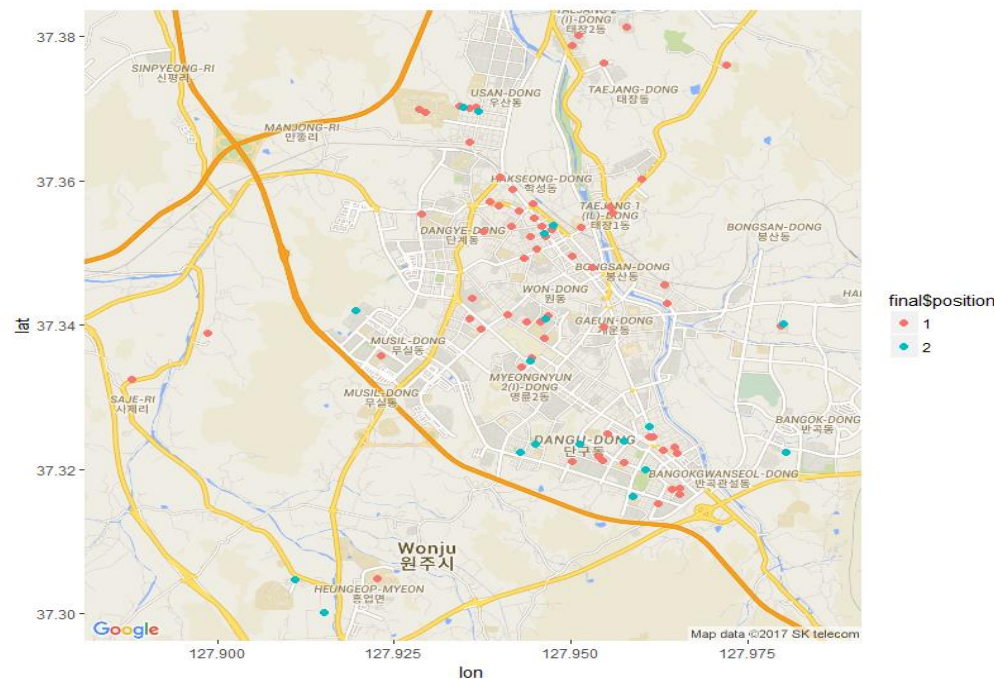 37.38
37.36
37.34
37.32
37.30
lat
TAEJANG 2
(I)-DONG
태장2동
SINPYEONG-RI
신평리
USAN-DONG
우산동
TAEJANG-DONG
태장동
MANJONG-RI
만종리
HAKSEONG-DONG
학성동
TAEJANG 1
(IL)-DONG
태장1동
DANGYE-DONG
단계동
BONGSAN-DONG
봉산동
BONGSAN-DONG
봉산동
WON-DONG
원동
GAEUN-DONG
개운동
MUSIL-DONG
무실동
MYEONGNYUN
2(I)-DONG
명륜2동
MUSIL-DONG
무실동
SAJE-RI
사제리
BANGOK-DONG
반곡동
DANGU-DONG
단구동
BANGOKGWANSEOL-DONG
반곡관설동
Wonju
원주시
HEUNGEOP-MYEON
흥업면
Google
Map data ©2017 SK telecom
127.900
127.925
127.950
127.975
lon
final$position
1
2